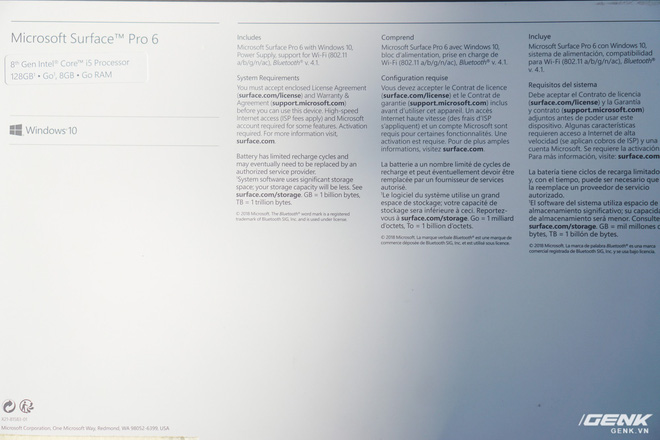 Microsoft Surface™ Pro 6
8th Gen Intel® Core™ i5 Processor
128GB¹ • Go¹, 8GB • Go RAM
Windows 10
Includes
Microsoft Surface Pro 6 with Windows 10,
Power Supply, support for Wi-Fi (802.11
a/b/g/n/ac), Bluetooth®
v. 4.1.
System Requirements
You must accept enclosed License Agreement
(surface.com/license) and Warranty &
Agreement (support.microsoft.com)
before you can use this device. High-speed
Internet access (ISP fees apply) and Microsoft
account required for some features. Activation
required. For more information, visit
surface.com.
Battery has limited recharge cycles and
may eventually need to be replaced by an
authorized service provider.
¹System software uses significant storage
space; your storage capacity will be less. See
surface.com/storage. GB = 1 billion bytes,
TB = 1 trillion bytes.
© 2018 Microsoft. The Bluetooth® word mark is a registered
trademark of Bluetooth SIG, Inc. and is used under license.
Comprend
Microsoft Surface Pro 6 avec Windows 10,
bloc d'alimentation, prise en charge de
Wi-Fi (802.11 a/b/g/n/ac), Bluetooth®
v. 4.1.
Configuration requise
Vous devez accepter le Contrat de licence
(surface.com/license) et le Contrat de
garantie (support.microsoft.com) inclus
avant d'utiliser cet appareil. Un accès
Internet haute vitesse (des frais d'ISP
s'appliquent) et un compte Microsoft sont
requis pour certaines fonctionnalités. Une
activation est requise. Pour de plus amples
informations, visitez surface.com.
La batterie a un nombre limité de cycles de
recharge et peut éventuellement devoir être
remplacée par un fournisseur de services
autorisé.
¹Le logiciel du système utilise un grand
espace de stockage; votre capacité de
stockage sera inférieure à ceci. Reportez-
vous à surface.com/storage. Go = 1 milliard
d'octets, To = 1 billion d'octets.
© 2018 Microsoft. La marque verbale Bluetooth® est une marque de
commerce déposée de Bluetooth SIG, Inc. et est utilisé sous licence.
Incluye
Microsoft Surface Pro 6 con Windows 10,
sistema de alimentación, compatibilidad
para Wi-Fi (802.11 a/b/g/n/ac), Bluetooth®
v. 4.1.
Requisitos del sistema
Debe aceptar el Contrato de licencia
(surface.com/license) y la Garantía
y contrato (support.microsoft.com)
adjuntos antes de poder usar este
dispositivo. Algunas características
requieren acceso a Internet de alta
velocidad (se aplican cobros de ISP) y una
cuenta Microsoft. Se requiere la activación.
Para más información, visite: surface.com
La batería tiene ciclos de recarga limitados
y, con el tiempo, puede ser necesario que
la reemplace un proveedor de servicio
autorizado.
¹El software del sistema utiliza espacio de
almacenamiento significativo; su capacidad
de almacenamiento será menor. Consulte
surface.com/storage. GB = mil millones de
bytes, TB = 1 billón de bytes.
© 2018 Microsoft. La marca de palabra Bluetooth® es una marca
comercial registrada de Bluetooth SIG, Inc. y se usa bajo licencia.
Microsoft Corporation, One Microsoft Way, Redmond, WA 98052-6399, USA
GENK
GENK.VN